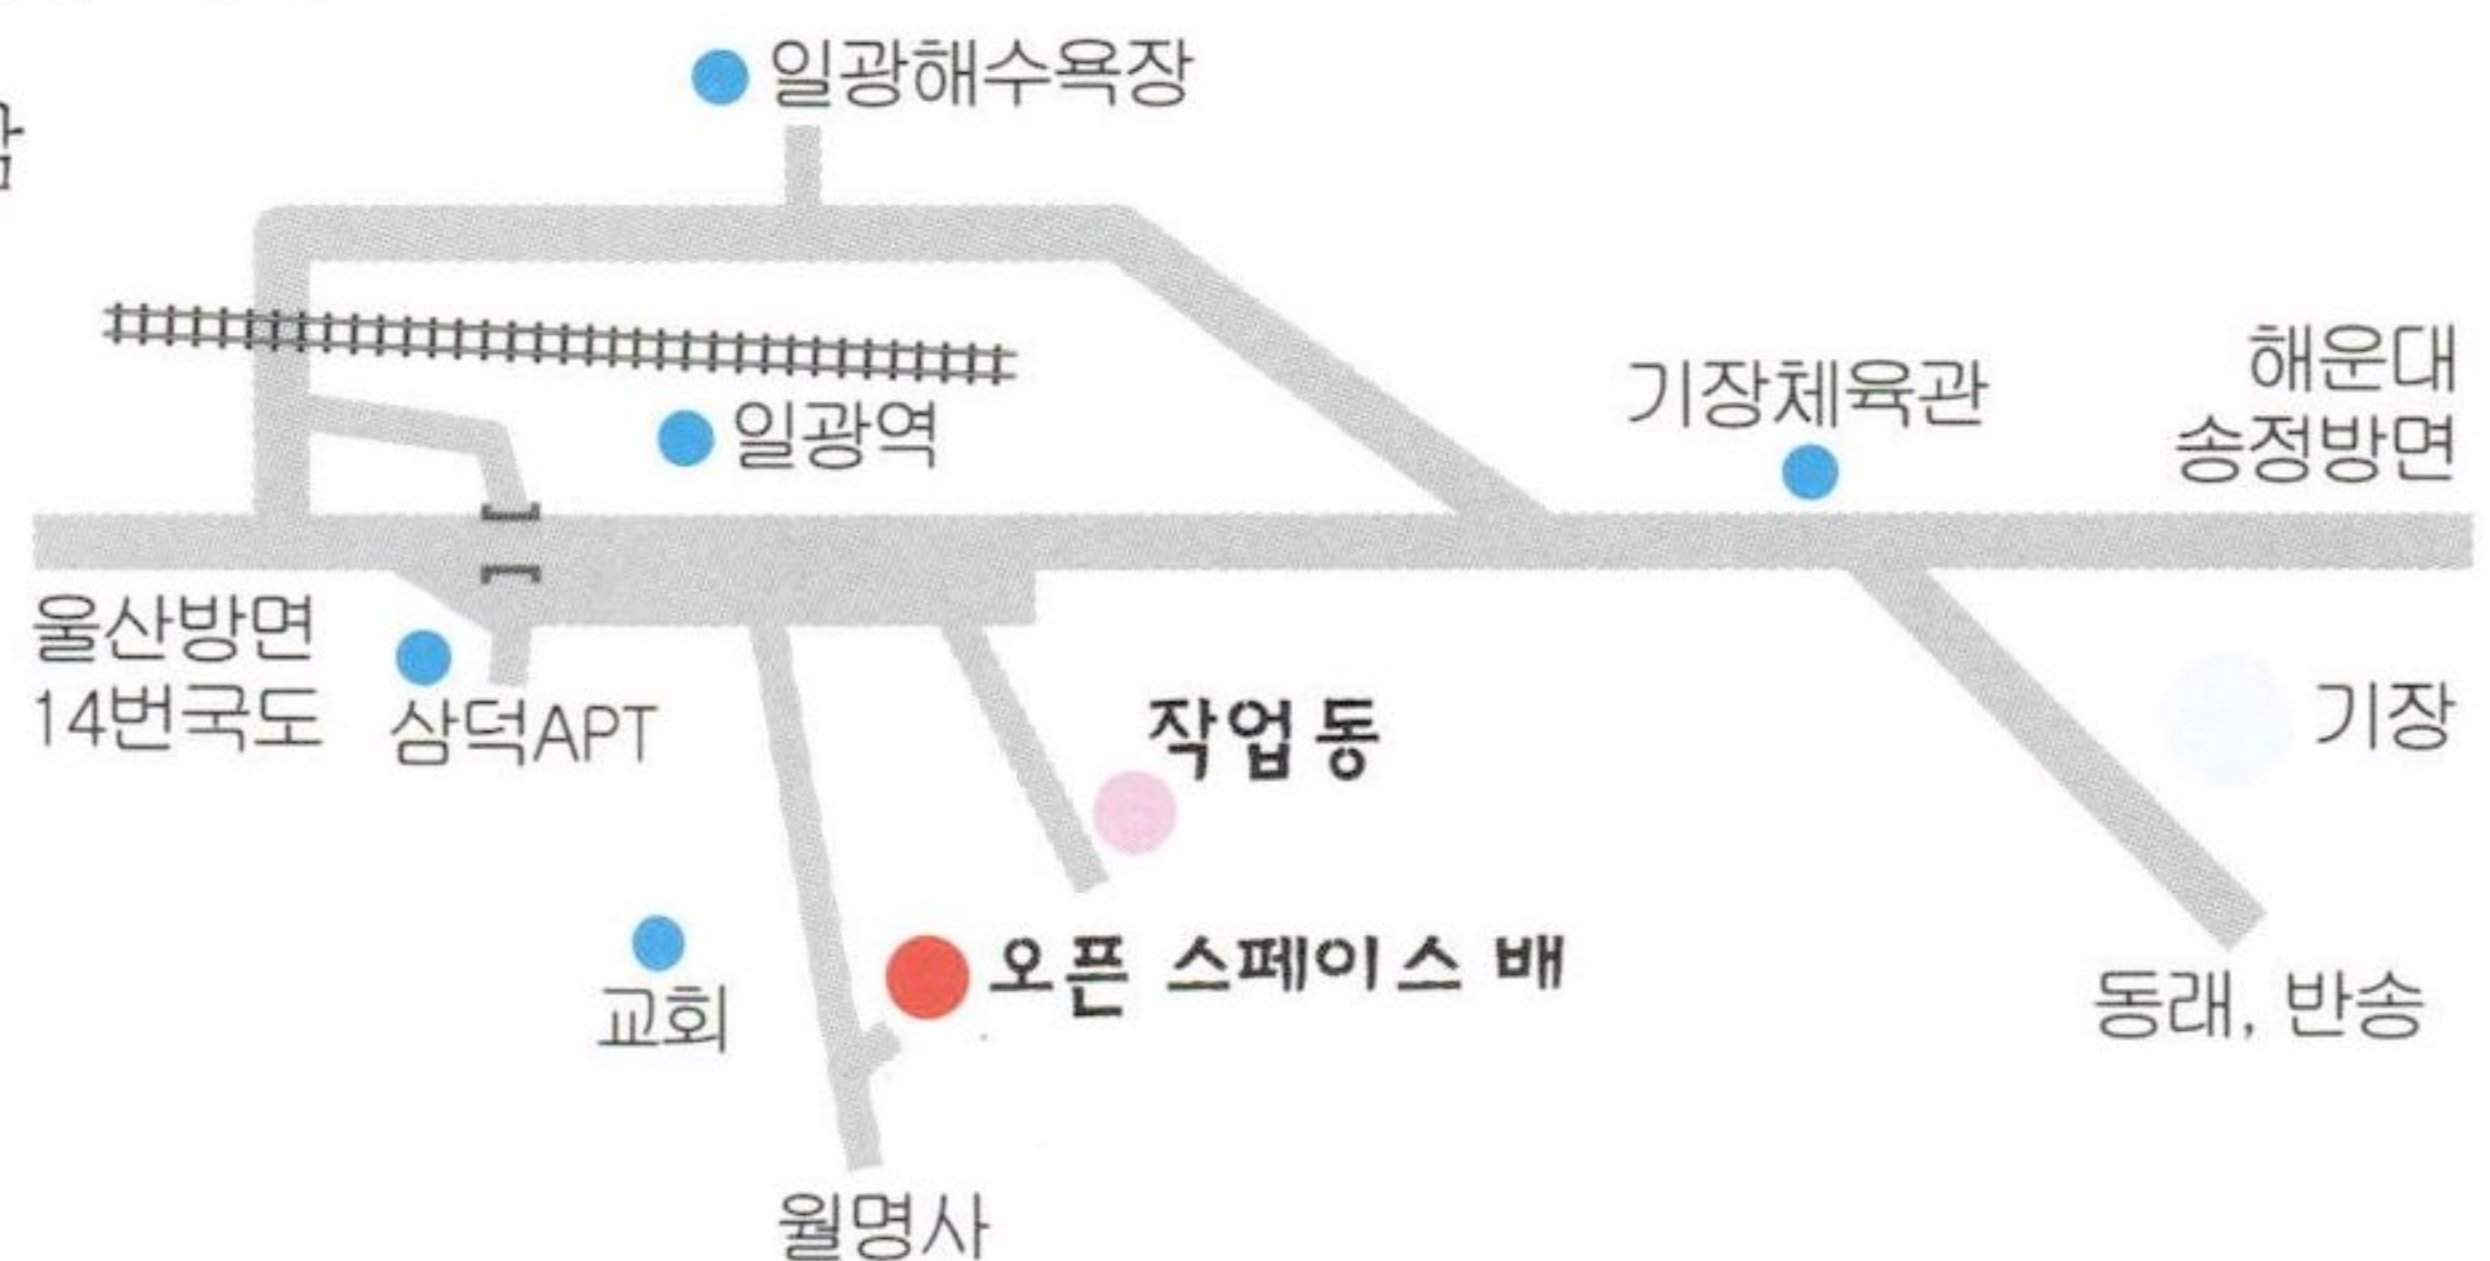 일광해수욕장
일광역
기장체육관
해운대
송정방면
울산방면
14번국도
삼덕APT
작업동
기장
교회
오픈 스페이스 배
동래, 반송
월명사